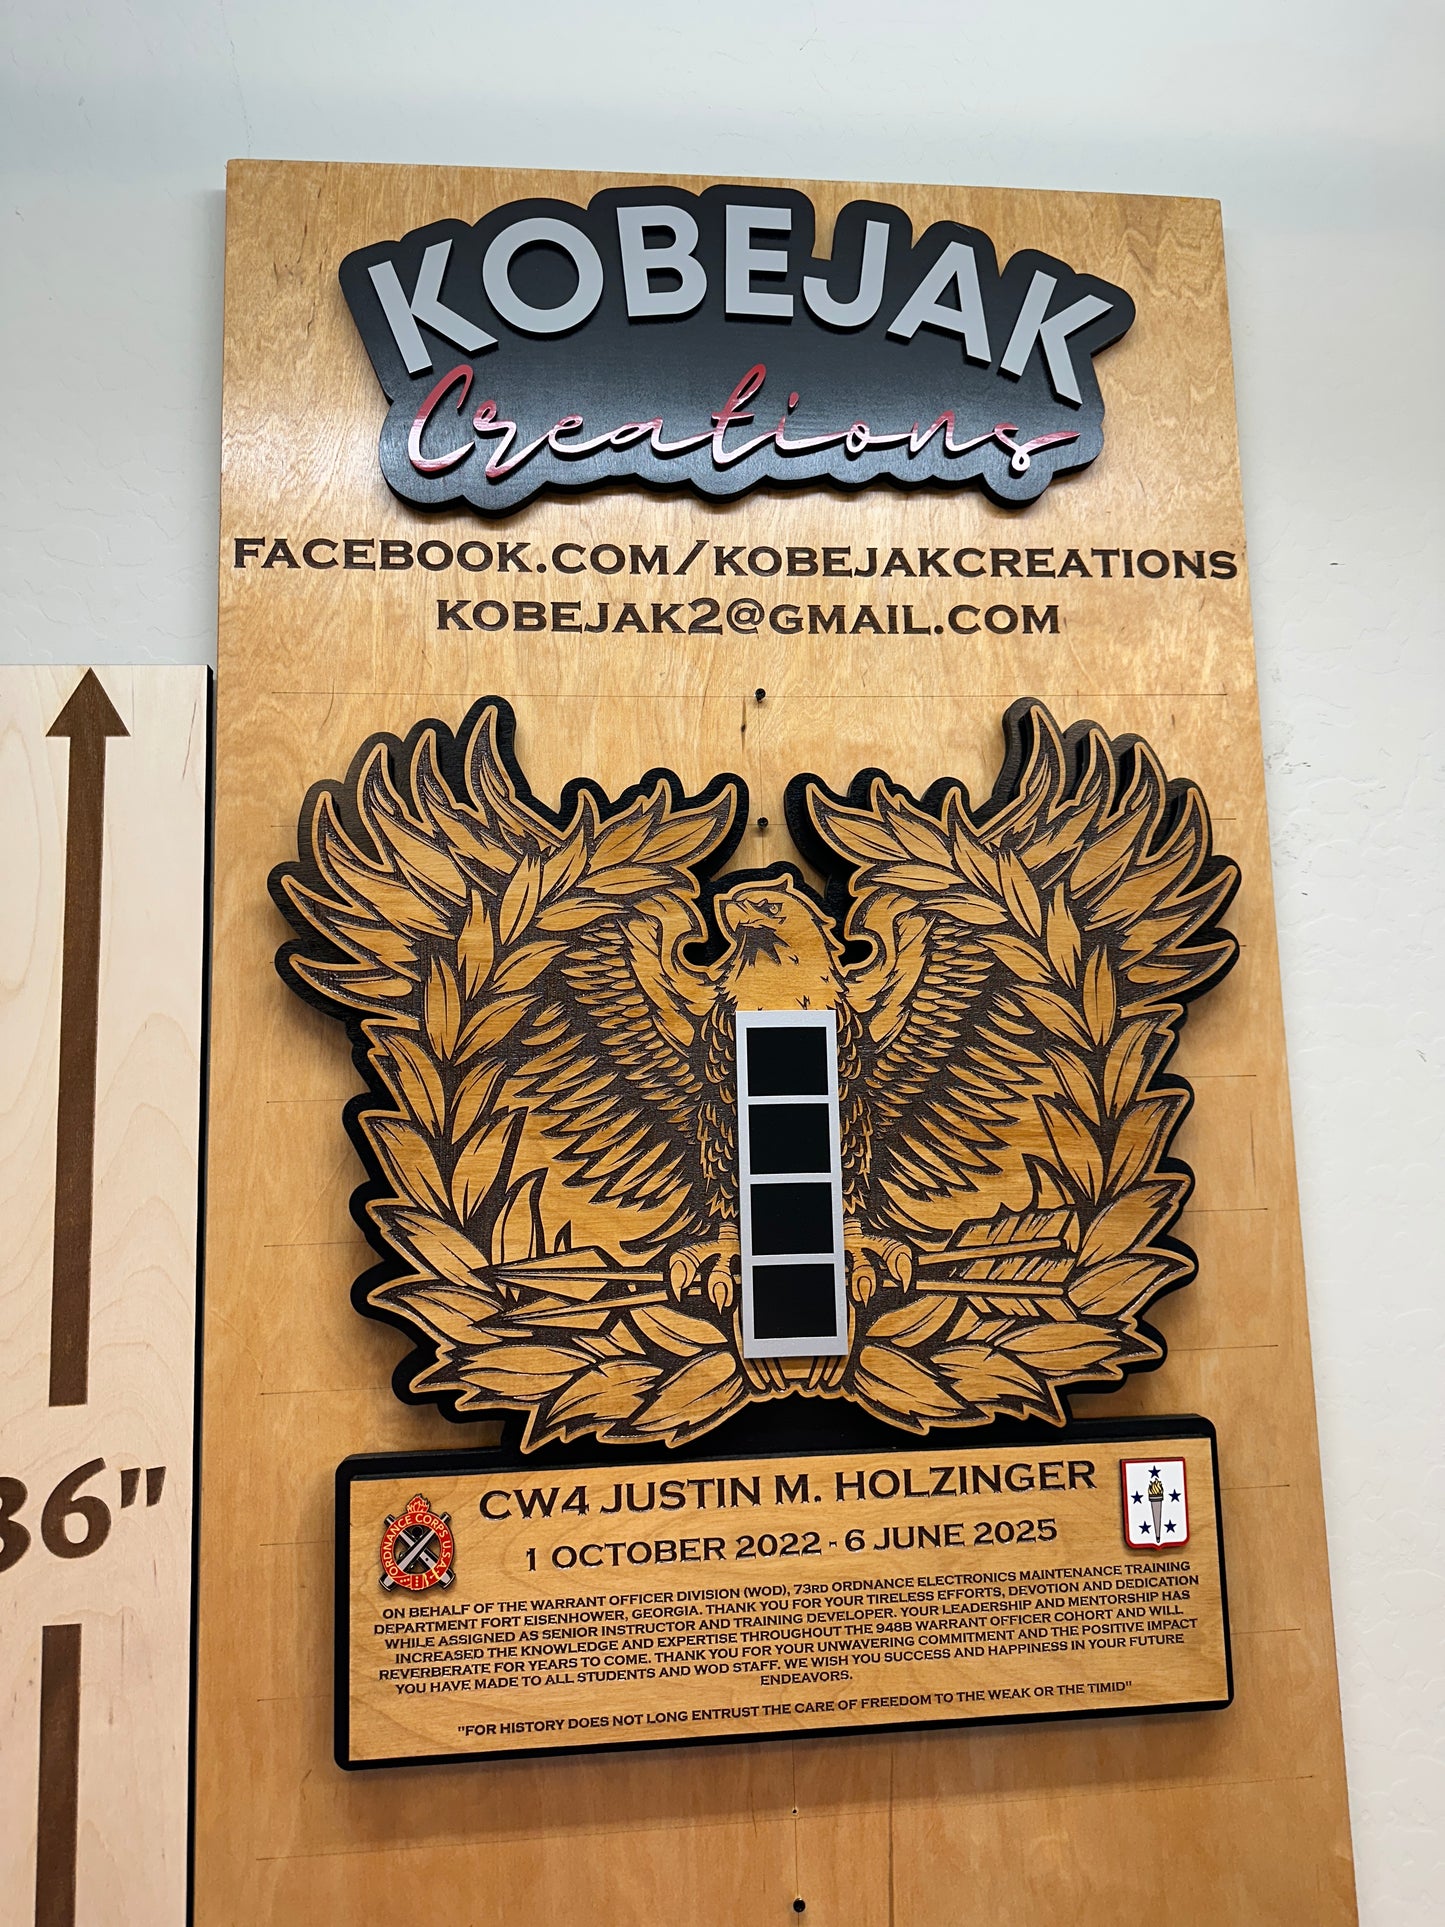 KOBEJAK
Creations
FACEBOOK.COM/KOBEJAKCREATIONS
KOBEJAK2@GMAIL.COM
36"
CW4 JUSTIN M. HOLZINGER
1 OCTOBER 2022 - 6 JUNE 2025
ORDNANCE CORPS U.S.A.
ON BEHALF OF THE WARRANT OFFICER DIVISION (WOD), 73RD ORDNANCE ELECTRONICS MAINTENANCE TRAINING
DEPARTMENT FORT EISENHOWER, GEORGIA. THANK YOU FOR YOUR TIRELESS EFFORTS, DEVOTION AND DEDICATION
WHILE ASSIGNED AS SENIOR INSTRUCTOR AND TRAINING DEVELOPER. YOUR LEADERSHIP AND MENTORSHIP HAS
INCREASED THE KNOWLEDGE AND EXPERTISE THROUGHOUT THE 948B WARRANT OFFICER COHORT AND WILL
REVERBERATE FOR YEARS TO COME. THANK YOU FOR YOUR UNWAVERING COMMITMENT AND THE POSITIVE IMPACT
YOU HAVE MADE TO ALL STUDENTS AND WOD STAFF. WE WISH YOU SUCCESS AND HAPPINESS IN YOUR FUTURE
ENDEAVORS.
"FOR HISTORY DOES NOT LONG ENTRUST THE CARE OF FREEDOM TO THE WEAK OR THE TIMID"